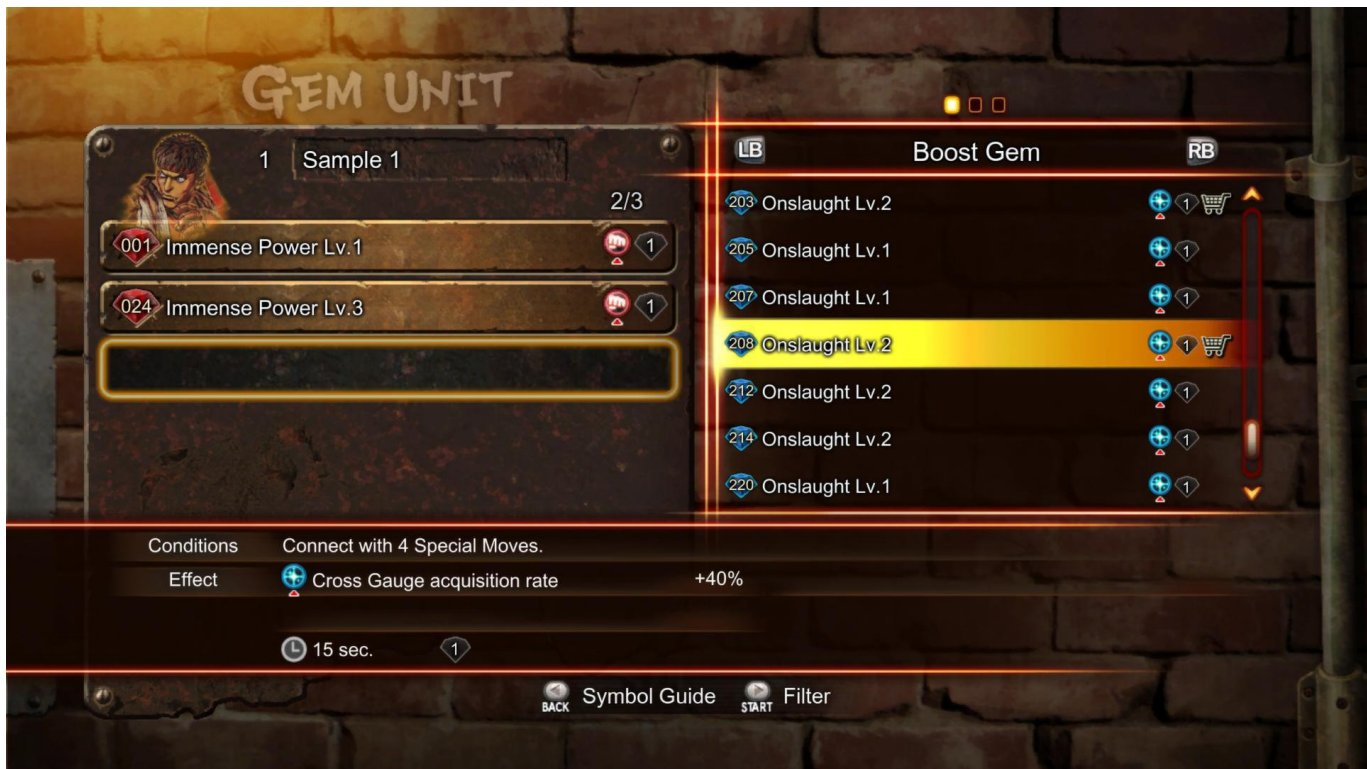 GEM UNIT
1 Sample 1
2/3
001 Immense Power Lv.1 1
024 Immense Power Lv.3 1
LB Boost Gem RB
203 Onslaught Lv.2 1
205 Onslaught Lv.1 1
207 Onslaught Lv.1 1
208 Onslaught Lv.2 1
212 Onslaught Lv.2 1
214 Onslaught Lv.2 1
220 Onslaught Lv.1 1
Conditions Connect with 4 Special Moves.
Effect Cross Gauge acquisition rate +40%
15 sec. 1
BACK Symbol Guide START Filter